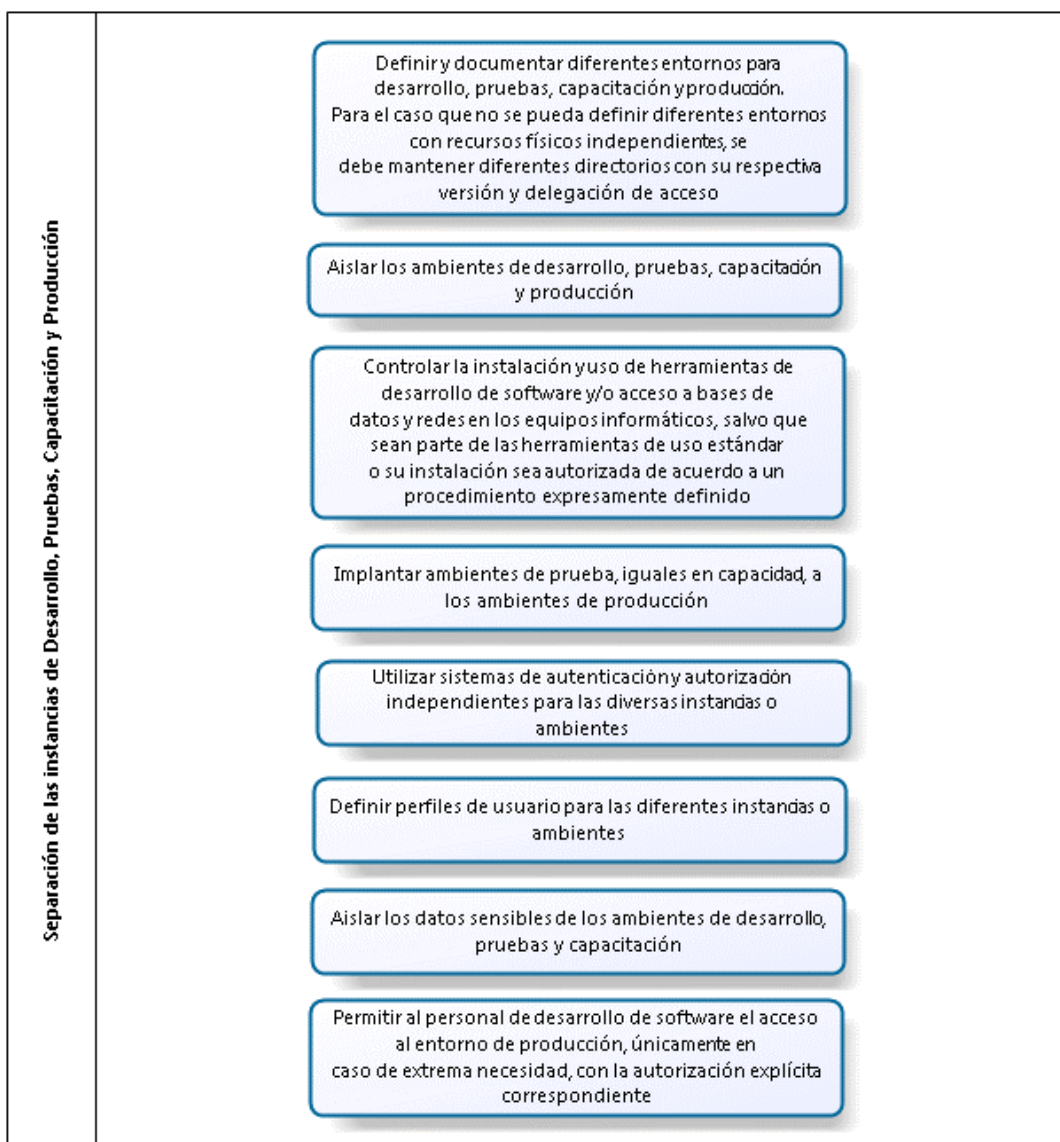 Separación de las instancias de Desarrollo, Pruebas, Capacitación y Producción
Definir y documentar diferentes entornos para
desarrollo, pruebas, capacitación y producción.
Para el caso que no se pueda definir diferentes entornos
con recursos físicos independientes, se
debe mantener diferentes directorios con su respectiva
versión y delegación de acceso
Aislar los ambientes de desarrollo, pruebas, capacitación
y producción
Controlar la instalación y uso de herramientas de
desarrollo de software y/o acceso a bases de
datos y redes en los equipos informáticos, salvo que
sean parte de las herramientas de uso estándar
o su instalación sea autorizada de acuerdo a un
procedimiento expresamente definido
Implantar ambientes de prueba, iguales en capacidad, a
los ambientes de producción
Utilizar sistemas de autenticación y autorización
independientes para las diversas instancias o
ambientes
Definir perfiles de usuario para las diferentes instancias o
ambientes
Aislar los datos sensibles de los ambientes de desarrollo,
pruebas y capacitación
Permitir al personal de desarrollo de software el acceso
al entorno de producción, únicamente en
caso de extrema necesidad, con la autorización explícita
correspondiente